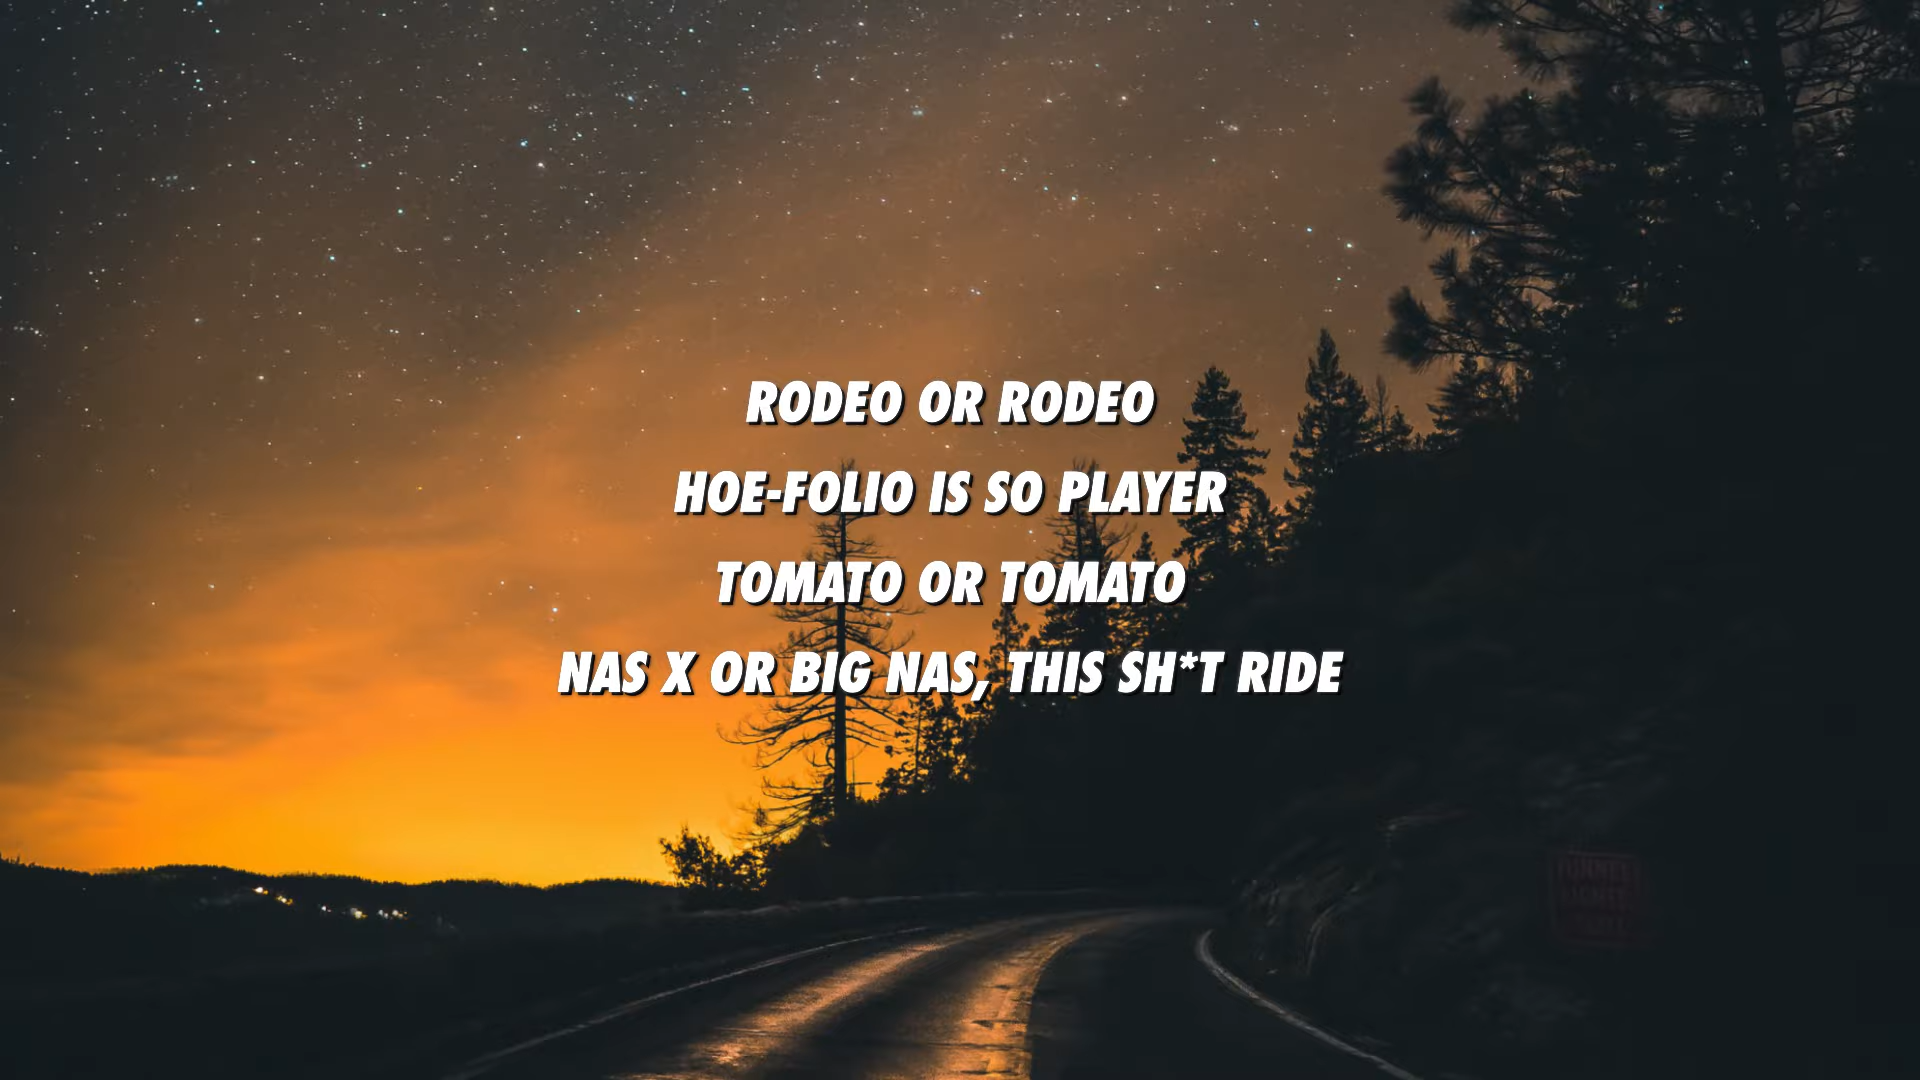 RODEO OR RODEO
HOE-FOLIO IS SO PLAYER
TOMATO OR TOMATO
NAS X OR BIG NAS, THIS SH*T RIDE